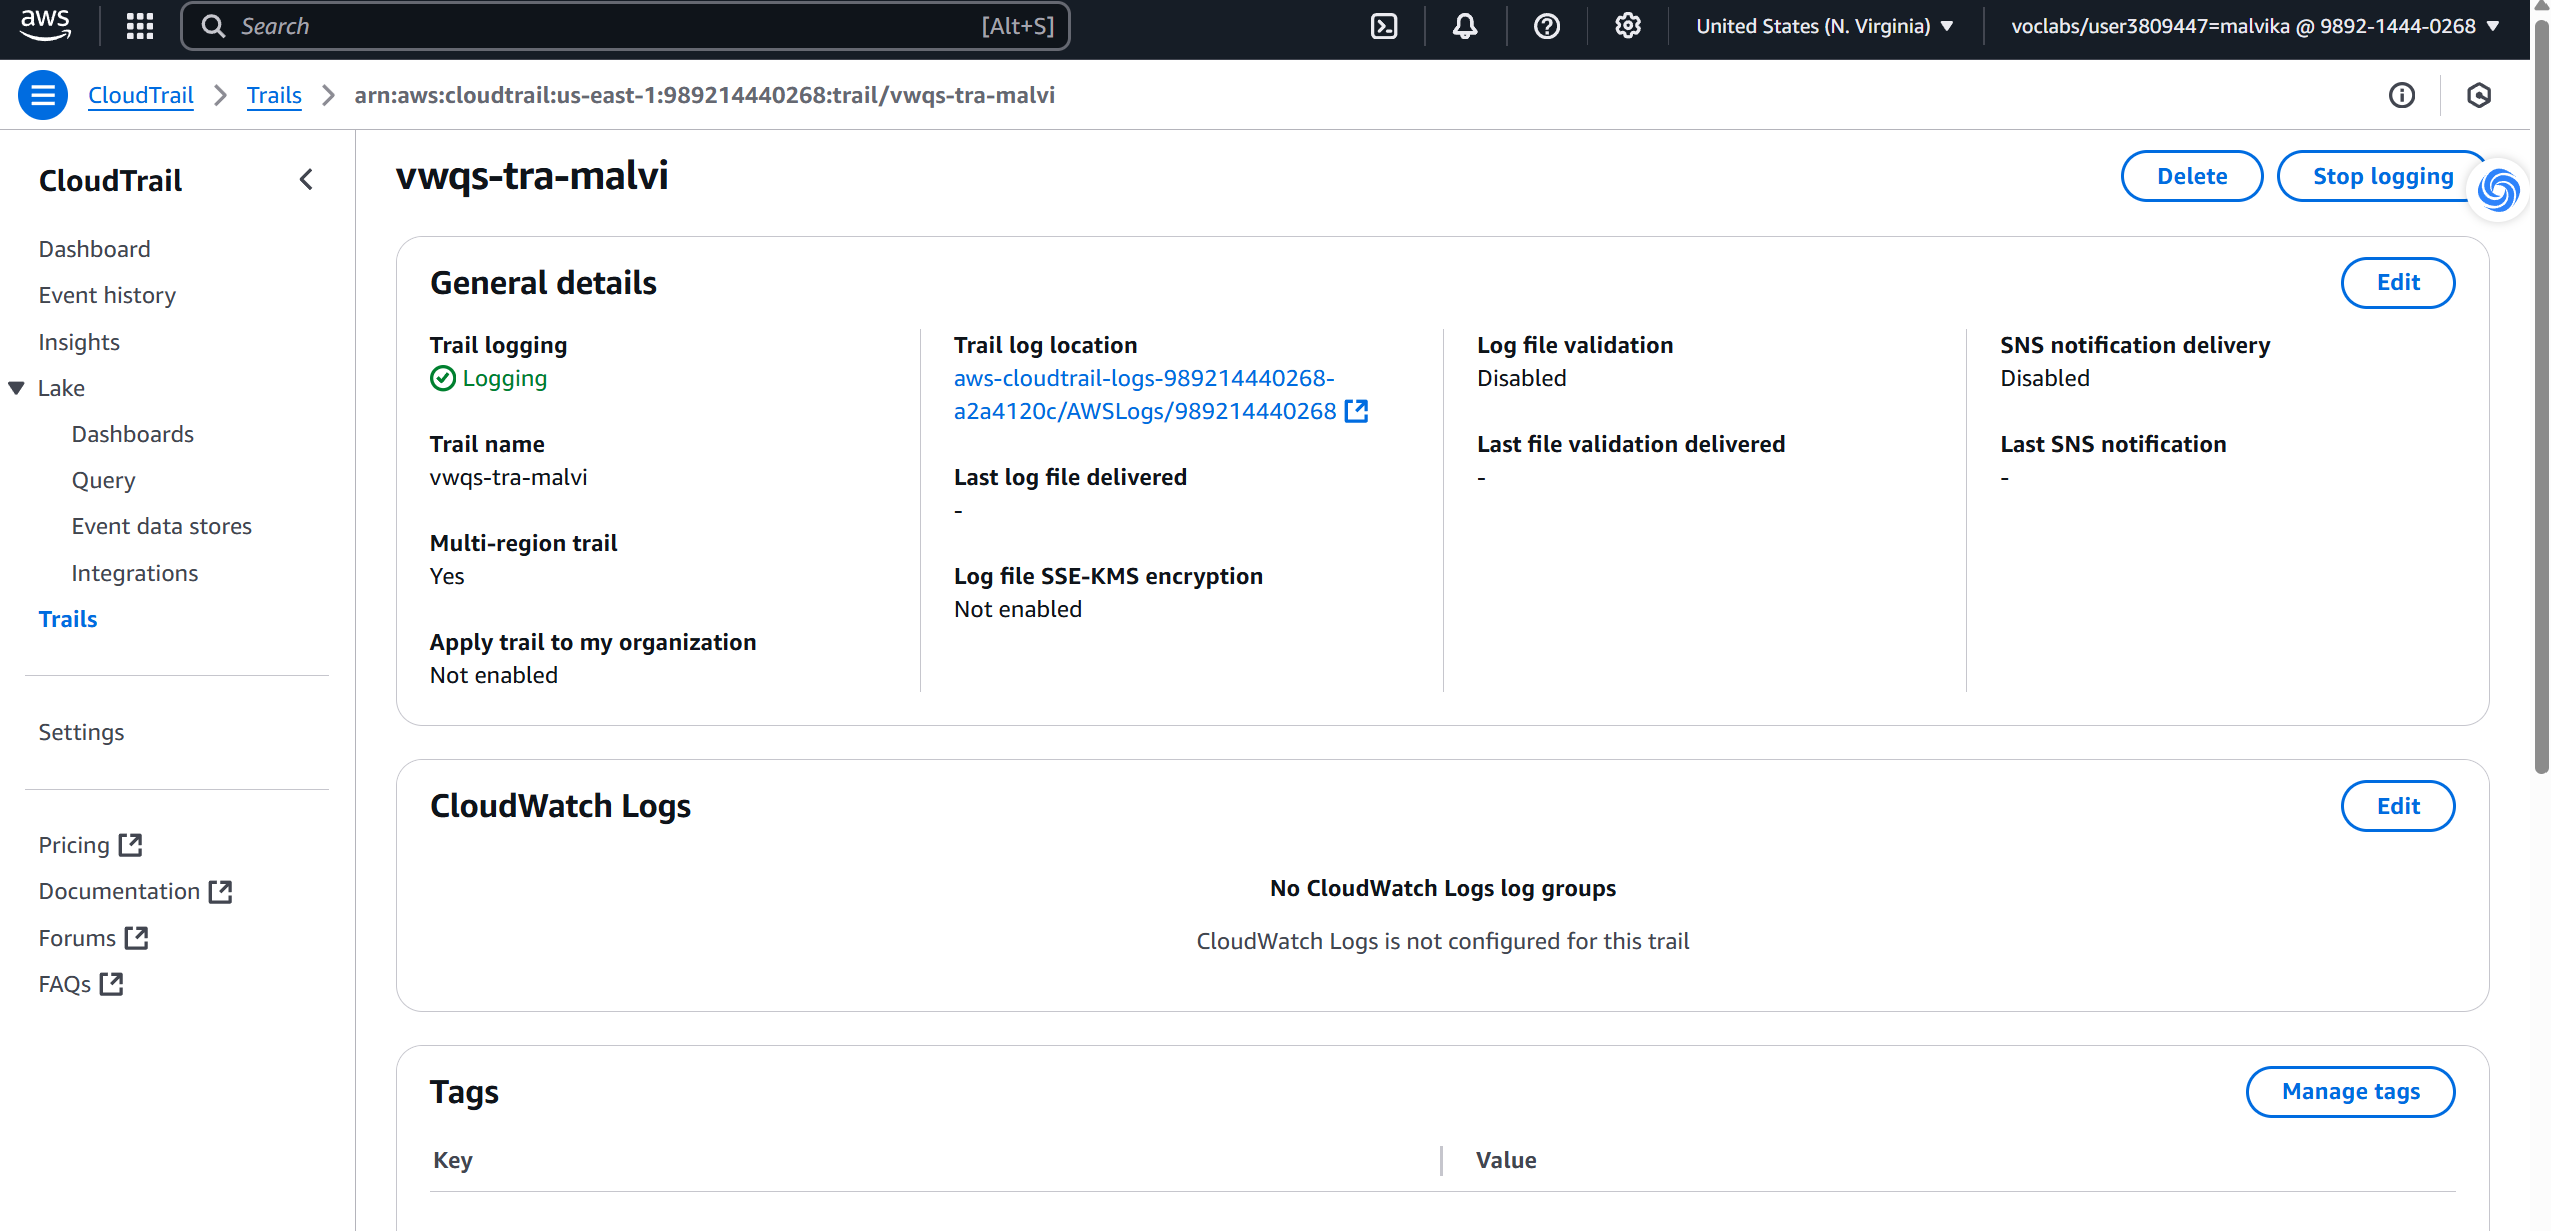 aws
Search
[Alt+S]
United States (N. Virginia)
voclabs/user3809447=malvika @ 9892-1444-0268
CloudTrail
Trails
arn:aws:cloudtrail:us-east-1:989214440268:trail/vwqs-tra-malvi
CloudTrail
Dashboard
Event history
Insights
Lake
Dashboards
Query
Event data stores
Integrations
Trails
Settings
Pricing
Documentation
Forums
FAQs
vwqs-tra-malvi
Delete
Stop logging
General details
Edit
Trail logging
Logging
Trail name
vwqs-tra-malvi
Multi-region trail
Yes
Apply trail to my organization
Not enabled
Trail log location
aws-cloudtrail-logs-989214440268-
a2a4120c/AWSLogs/989214440268
Last log file delivered
-
Log file SSE-KMS encryption
Not enabled
Log file validation
Disabled
Last file validation delivered
-
SNS notification delivery
Disabled
Last SNS notification
-
CloudWatch Logs
Edit
No CloudWatch Logs log groups
CloudWatch Logs is not configured for this trail
Tags
Manage tags
Key
Value